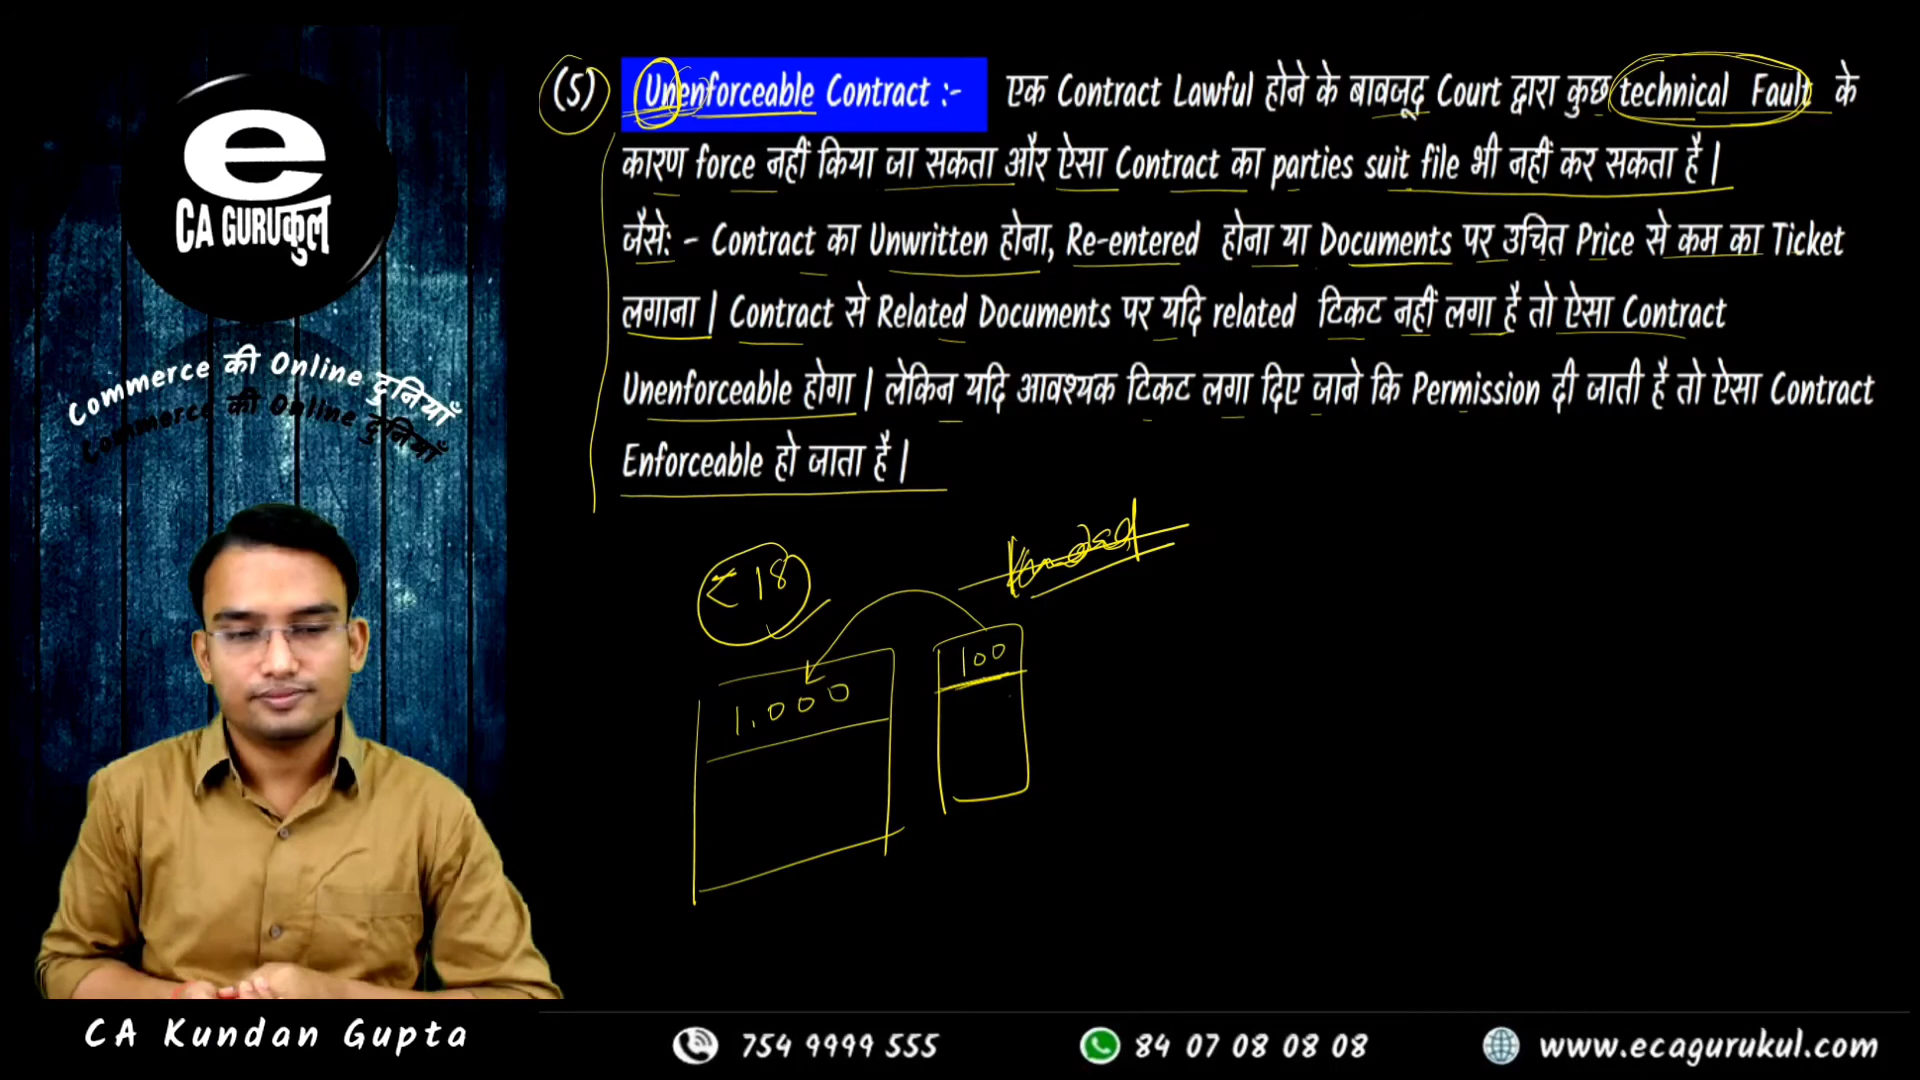 e
CA GURUकुल
Commerce की Online दुनियाँ
Commerce की Online दुनियाँ
(5) Unenforceable Contract :- एक Contract Lawful होने के बावजूद Court द्वारा कुछ technical Fault के
कारण force नहीं किया जा सकता और ऐसा Contract का parties suit file भी नहीं कर सकता है |
जैसे: - Contract का Unwritten होना, Re-entered होना या Documents पर उचित Price से कम का Ticket
लगाना | Contract से Related Documents पर यदि related टिकट नहीं लगा है तो ऐसा Contract
Unenforceable होगा | लेकिन यदि आवश्यक टिकट लगा दिए जाने कि Permission दी जाती है तो ऐसा Contract
Enforceable हो जाता है |
₹ 18
100
1.000
CA Kundan Gupta
754 9999 555
84 07 08 08 08
www.ecagurukul.com